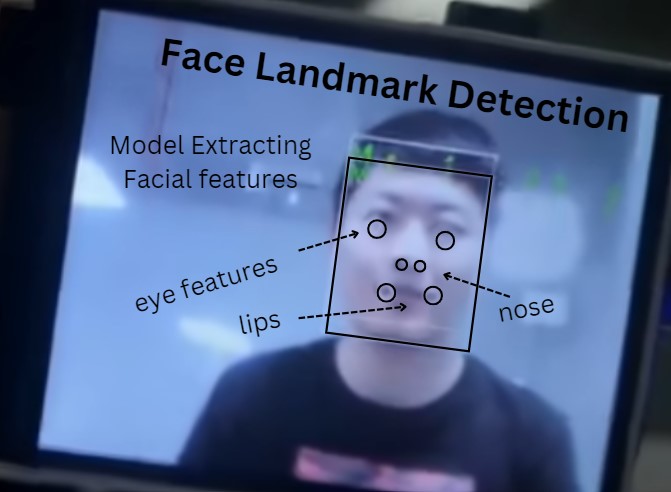 Face Landmark Detection
Model Extracting
Facial features
eye features
lips
nose